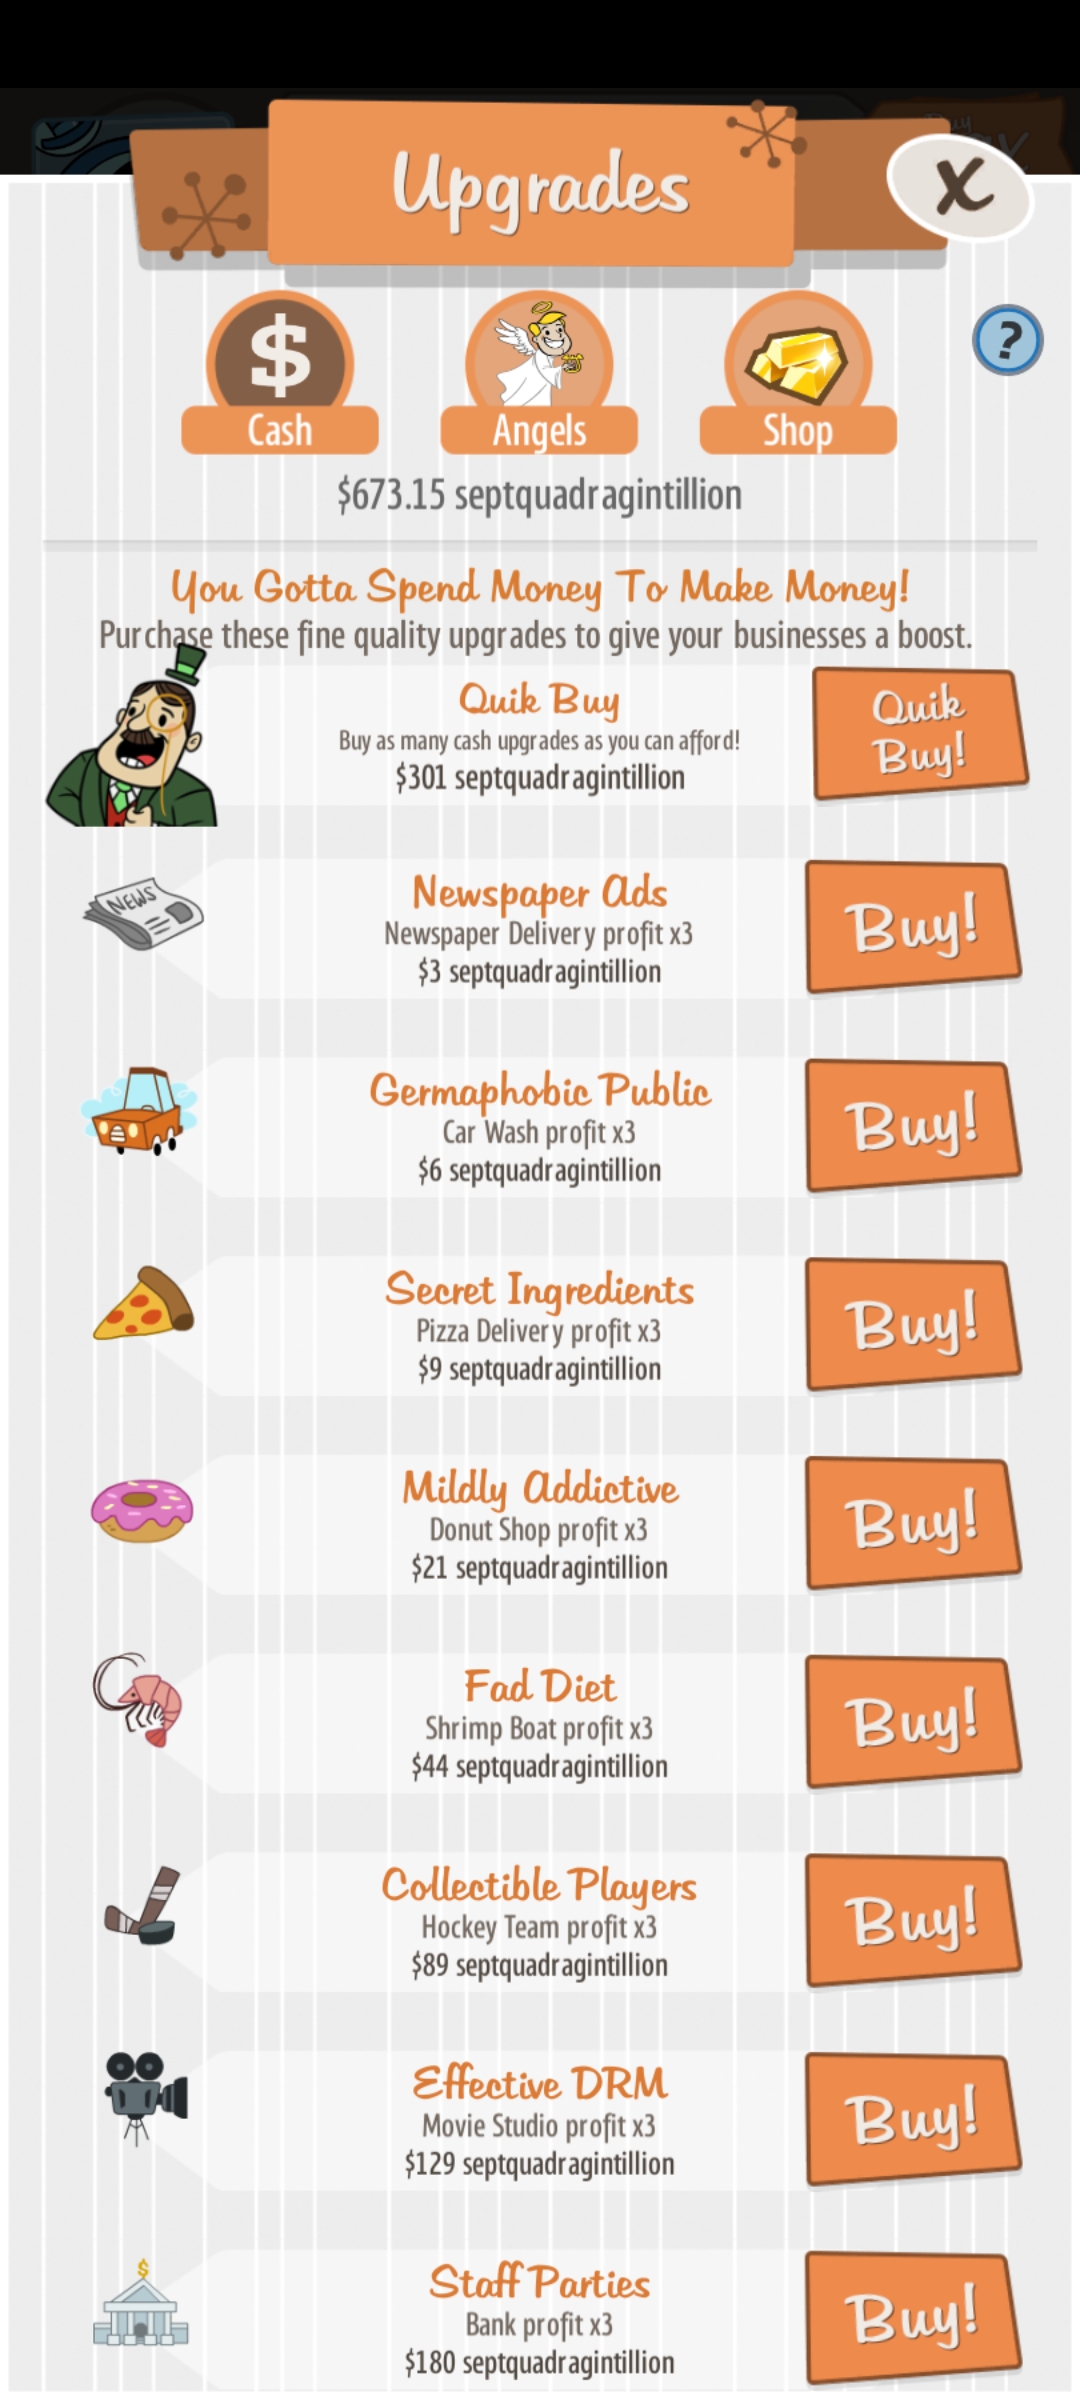 Upgrades
X
?
Cash
Angels
Shop
$673.15 septquadragintillion
You Gotta Spend Money To Make Money!
Purchase these fine quality upgrades to give your businesses a boost.
Quik Buy
Buy as many cash upgrades as you can afford!
$301 septquadragintillion
Quik
Buy!
NEWS
Newspaper Ads
Newspaper Delivery profit x3
$3 septquadragintillion
Buy!
Germaphobic Public
Car Wash profit x3
$6 septquadragintillion
Buy!
Secret Ingredients
Pizza Delivery profit x3
$9 septquadragintillion
Buy!
Mildly Addictive
Donut Shop profit x3
$21 septquadragintillion
Buy!
Fad Diet
Shrimp Boat profit x3
$44 septquadragintillion
Buy!
Collectible Players
Hockey Team profit x3
$89 septquadragintillion
Buy!
Effective DRM
Movie Studio profit x3
$129 septquadragintillion
Buy!
Staff Parties
Bank profit x3
$180 septquadragintillion
Buy!